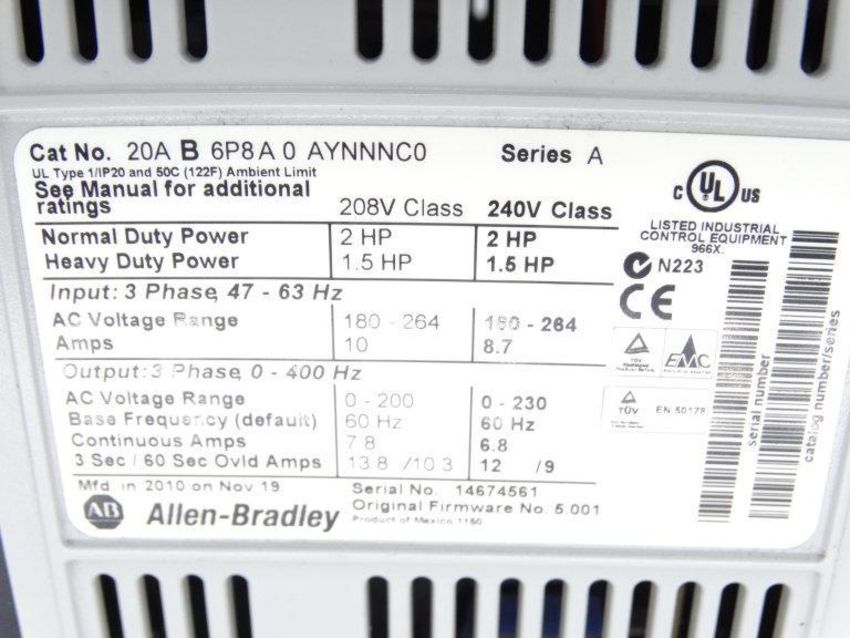 Cat No. 20A B 6P8 A 0 AYNNNC0 Series A
UL Type 1/IP20 and 50C (122F) Ambient Limit
See Manual for additional
ratings 208V Class 240V Class
Normal Duty Power 2 HP 2 HP
Heavy Duty Power 1.5 HP 1.5 HP
Input: 3 Phase, 47 - 63 Hz
AC Voltage Range 180 - 264 180 - 264
Amps 10 8.7
Output: 3 Phase, 0 - 400 Hz
AC Voltage Range 0 - 200 0 - 230
Base Frequency (default) 60 Hz 60 Hz
Continuous Amps 7.8 6.8
3 Sec / 60 Sec Ovld Amps 13.8 /10.3 12 /9
Mfd. in 2010 on Nov 19 Serial No. 14674561
Original Firmware No. 5.001
AB Allen-Bradley Product of Mexico 1150
C UL US
LISTED INDUSTRIAL
CONTROL EQUIPMENT
966X
N223
CE
TÜV
EMC
TÜV EN 50178
serial number
catalog number/series